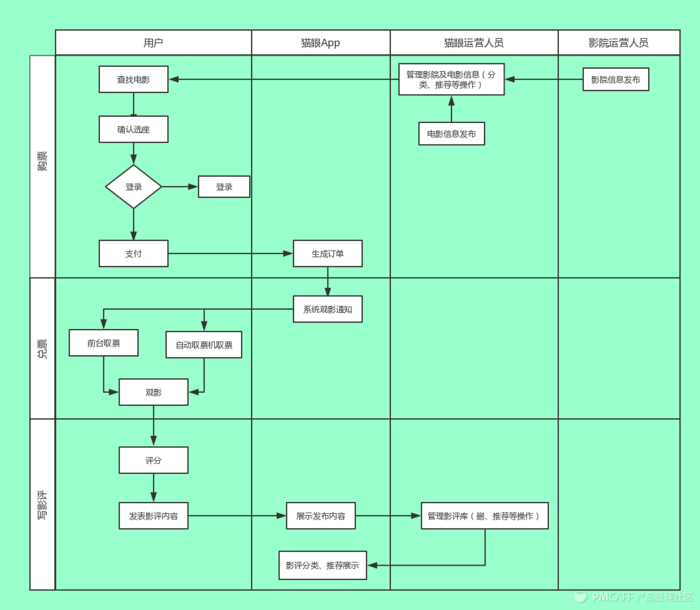 用户
猫眼App
猫眼运营人员
影院运营人员
购票
查找电影
管理影院及电影信息（分
类、推荐等操作）
影院信息发布
确认选座
电影信息发布
登录
登录
支付
生成订单
兑票
系统观影通知
前台取票
自动取票机取票
观影
写影评
评分
发表影评内容
展示发布内容
管理影评库（删、推荐等操作）
影评分类、推荐展示
PMCAFF 产品经理社区